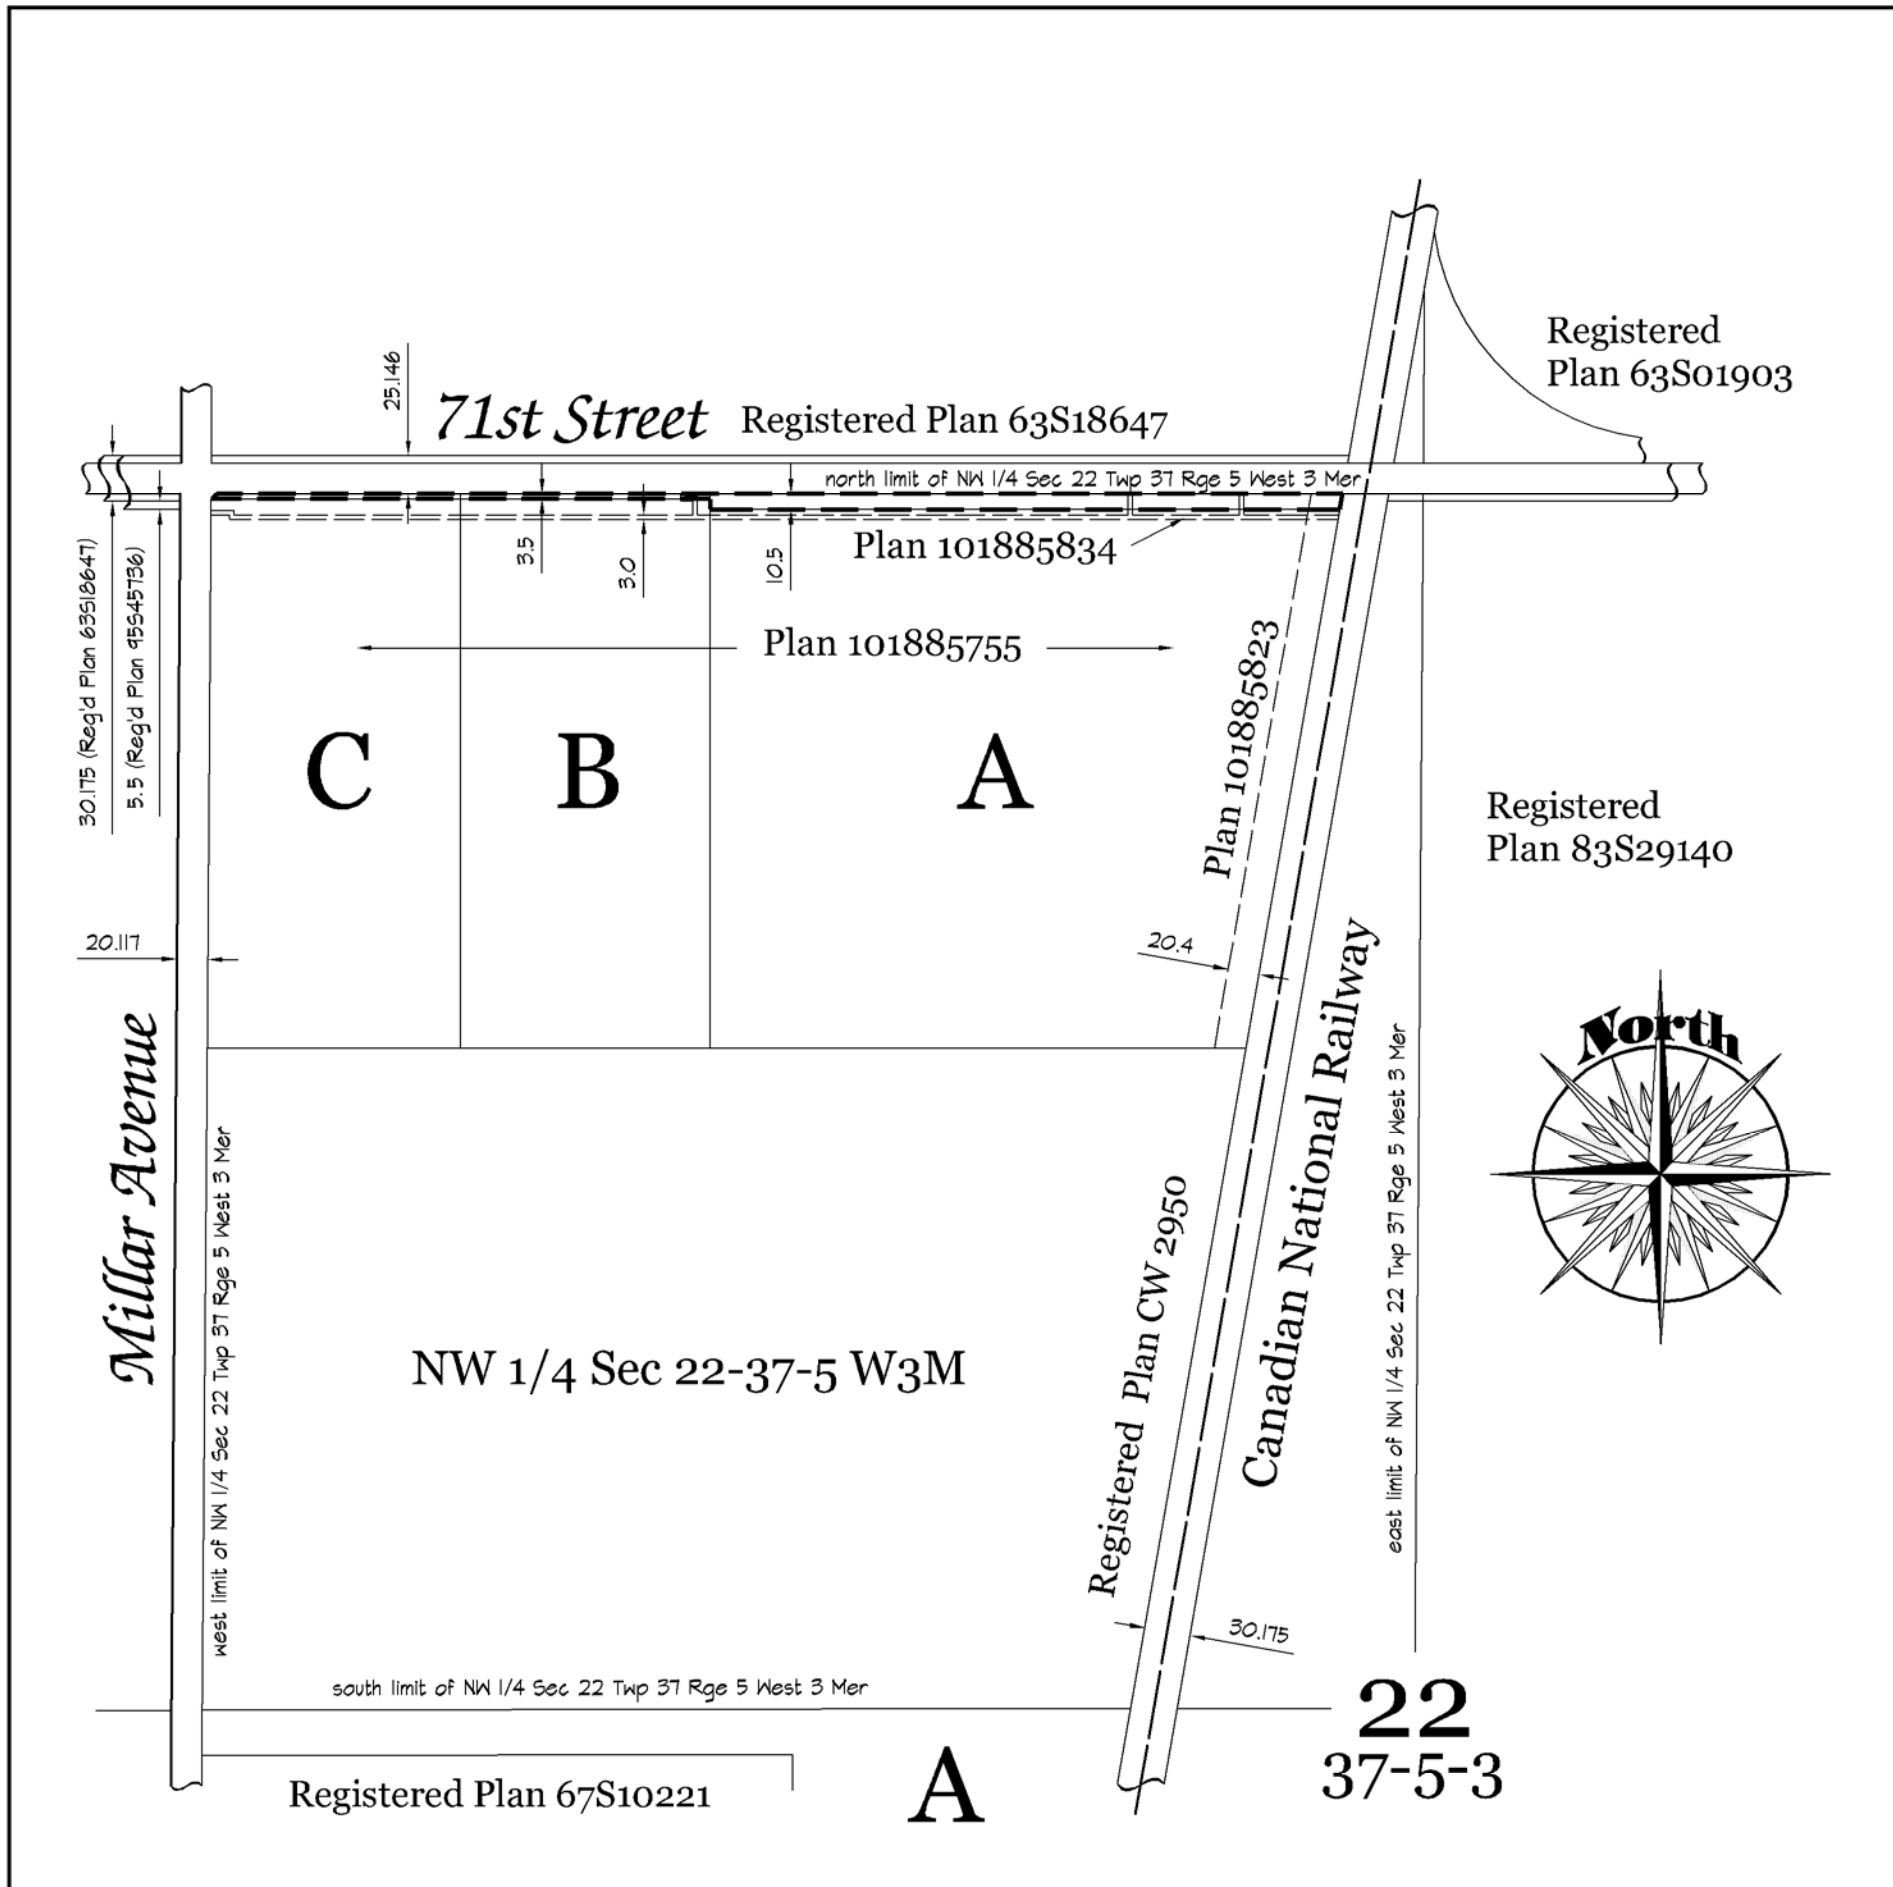 Registered
Plan 63S01903
25.146
71st Street
Registered Plan 63S18647
north limit of NW 1/4 Sec 22 Twp 37 Rge 5 West 3 Mer
3.5
3.0
10.5
Plan 101885834
30.175 (Reg'd Plan 63S18647)
5.5 (Reg'd Plan 95S45736)
Plan 101885755
Plan 101885823
C
B
A
Registered
Plan 83S29140
20.117
20.4
Millar Avenue
west limit of NW 1/4 Sec 22 Twp 37 Rge 5 West 3 Mer
Canadian National Railway
east limit of NW 1/4 Sec 22 Twp 37 Rge 5 West 3 Mer
North
Registered Plan CW 2950
NW 1/4 Sec 22-37-5 W3M
30.175
south limit of NW 1/4 Sec 22 Twp 37 Rge 5 West 3 Mer
22
37-5-3
Registered Plan 67S10221
A